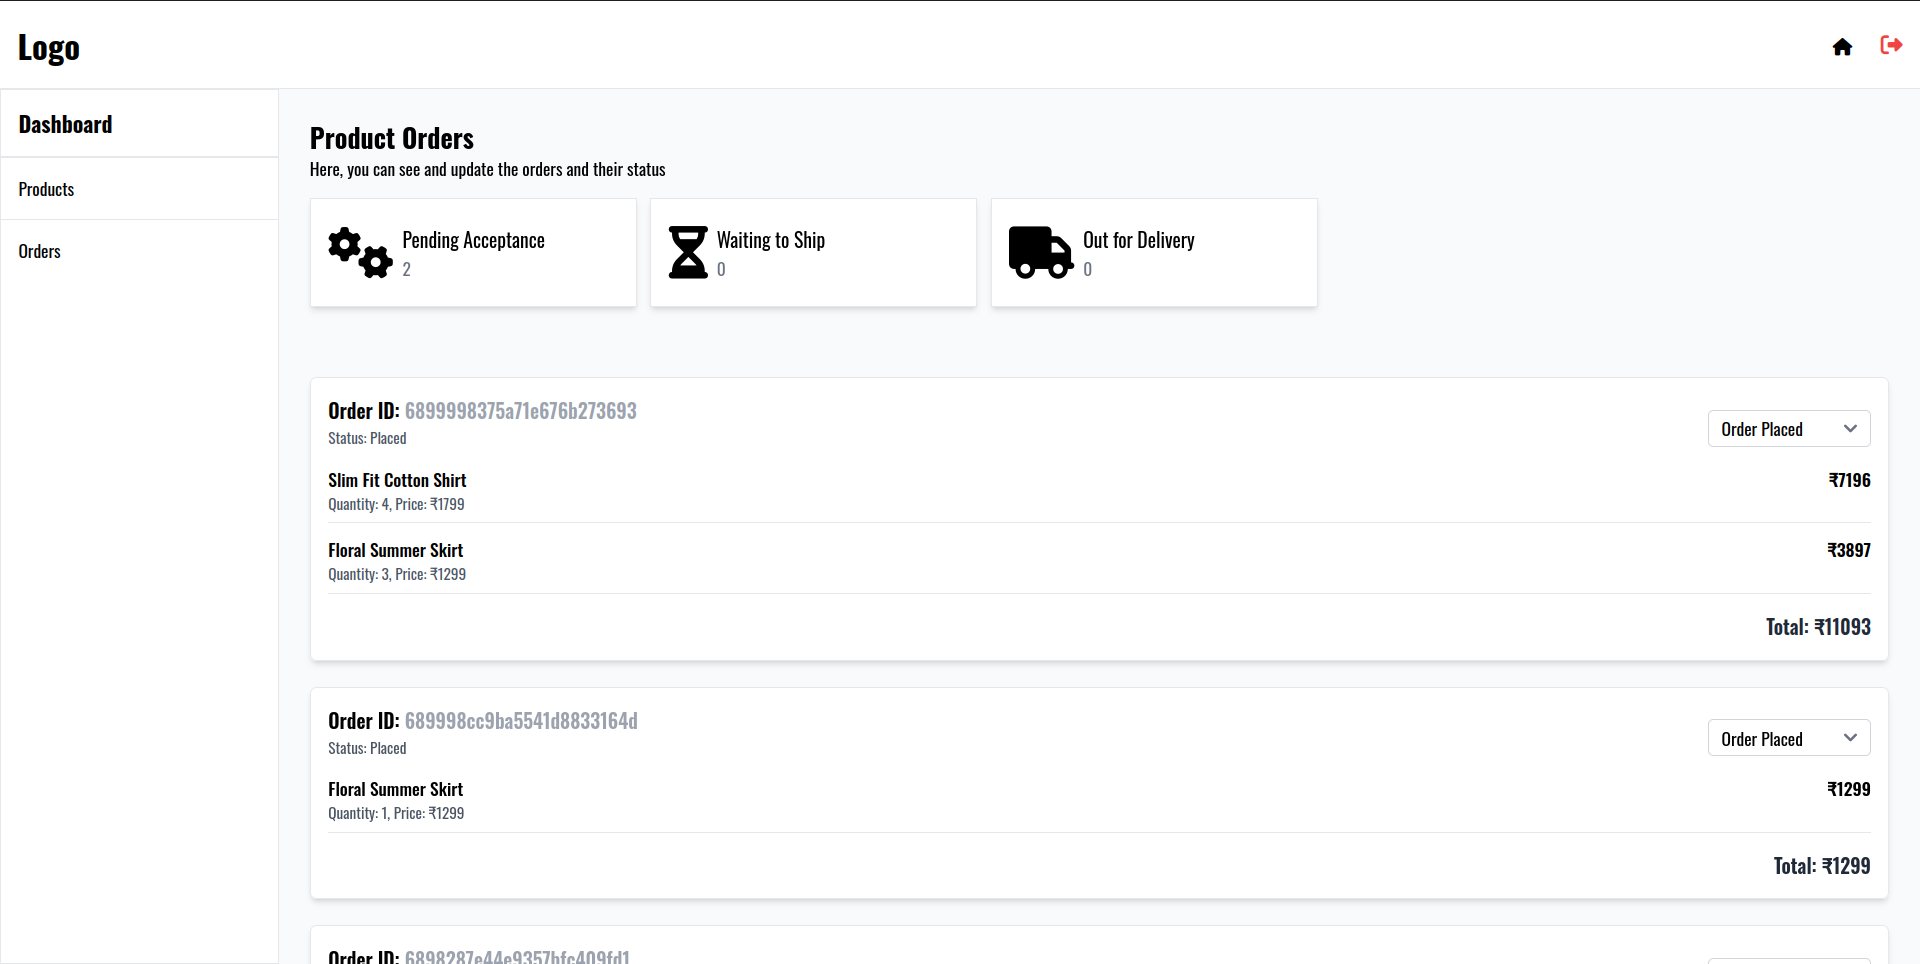 Logo
Dashboard
Products
Orders
Product Orders
Here, you can see and update the orders and their status
Pending Acceptance
2
Waiting to Ship
0
Out for Delivery
0
Order ID: 6899998375a71e676b273693
Status: Placed
Order Placed
Slim Fit Cotton Shirt
₹7196
Quantity: 4, Price: ₹1799
Floral Summer Skirt
₹3897
Quantity: 3, Price: ₹1299
Total: ₹11093
Order ID: 689998cc9ba5541d8833164d
Status: Placed
Order Placed
Floral Summer Skirt
₹1299
Quantity: 1, Price: ₹1299
Total: ₹1299
Order ID: 6898287e44e9357bfc409fd1